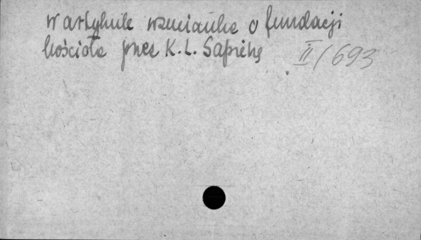 w artykule wzmianka o fundacji
kościoła przez K. L. Sapiehę
II/693